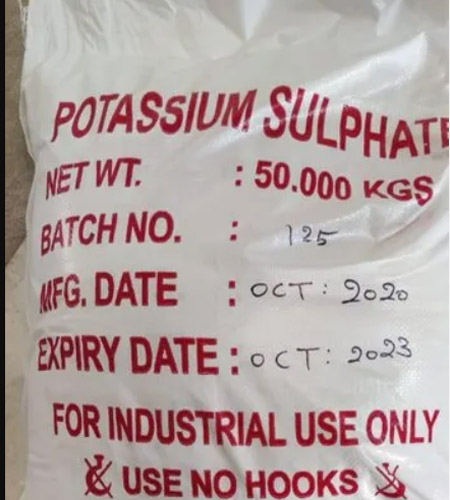 POTASSIUM SULPHATE
NET WT. : 50.000 KGS
BATCH NO. : 125
MFG. DATE : OCT : 2020
EXPIRY DATE : OCT : 2023
FOR INDUSTRIAL USE ONLY
USE NO HOOKS